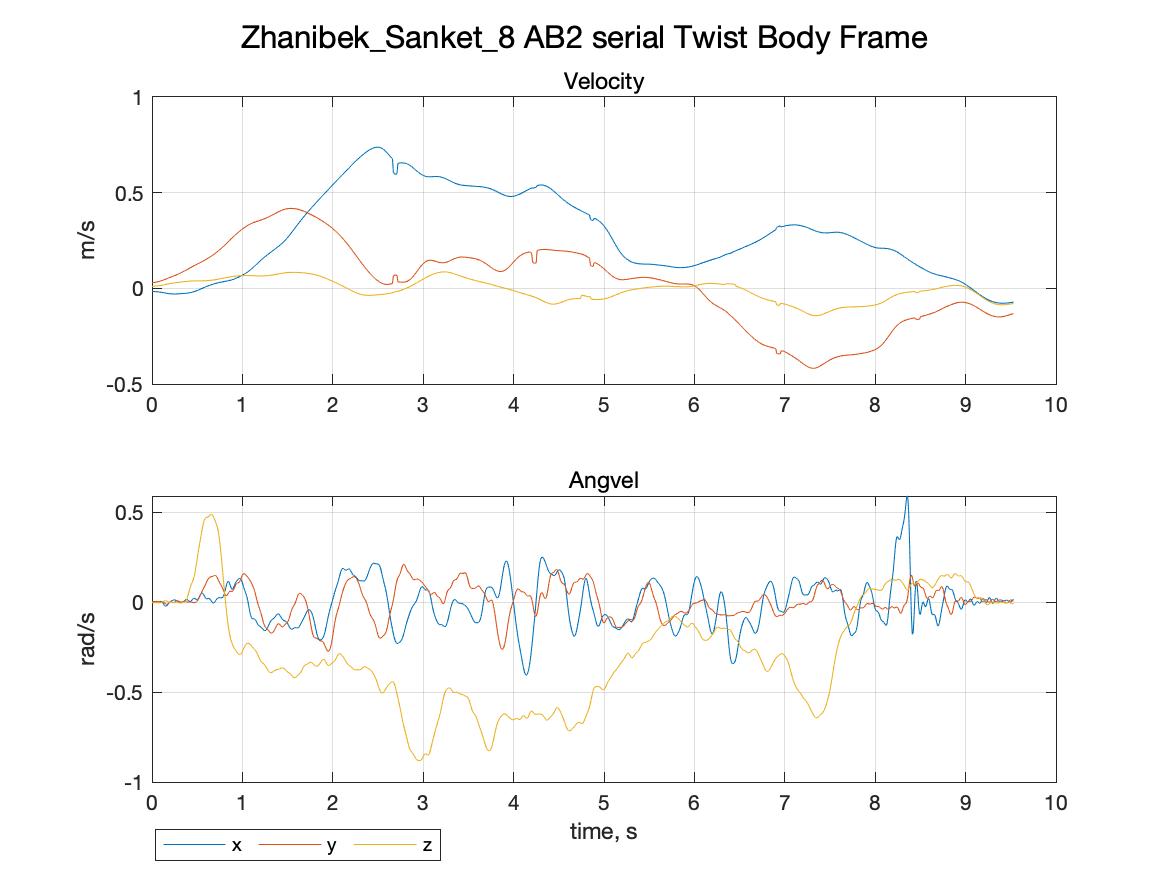 Zhanibek_Sanket_8 AB2 serial Twist Body Frame
Velocity
1
0.5
0
-0.5
m/s
0 1 2 3 4 5 6 7 8 9 10
Angvel
0.5
0
-0.5
-1
rad/s
0 1 2 3 4 5 6 7 8 9 10
time, s
x y z